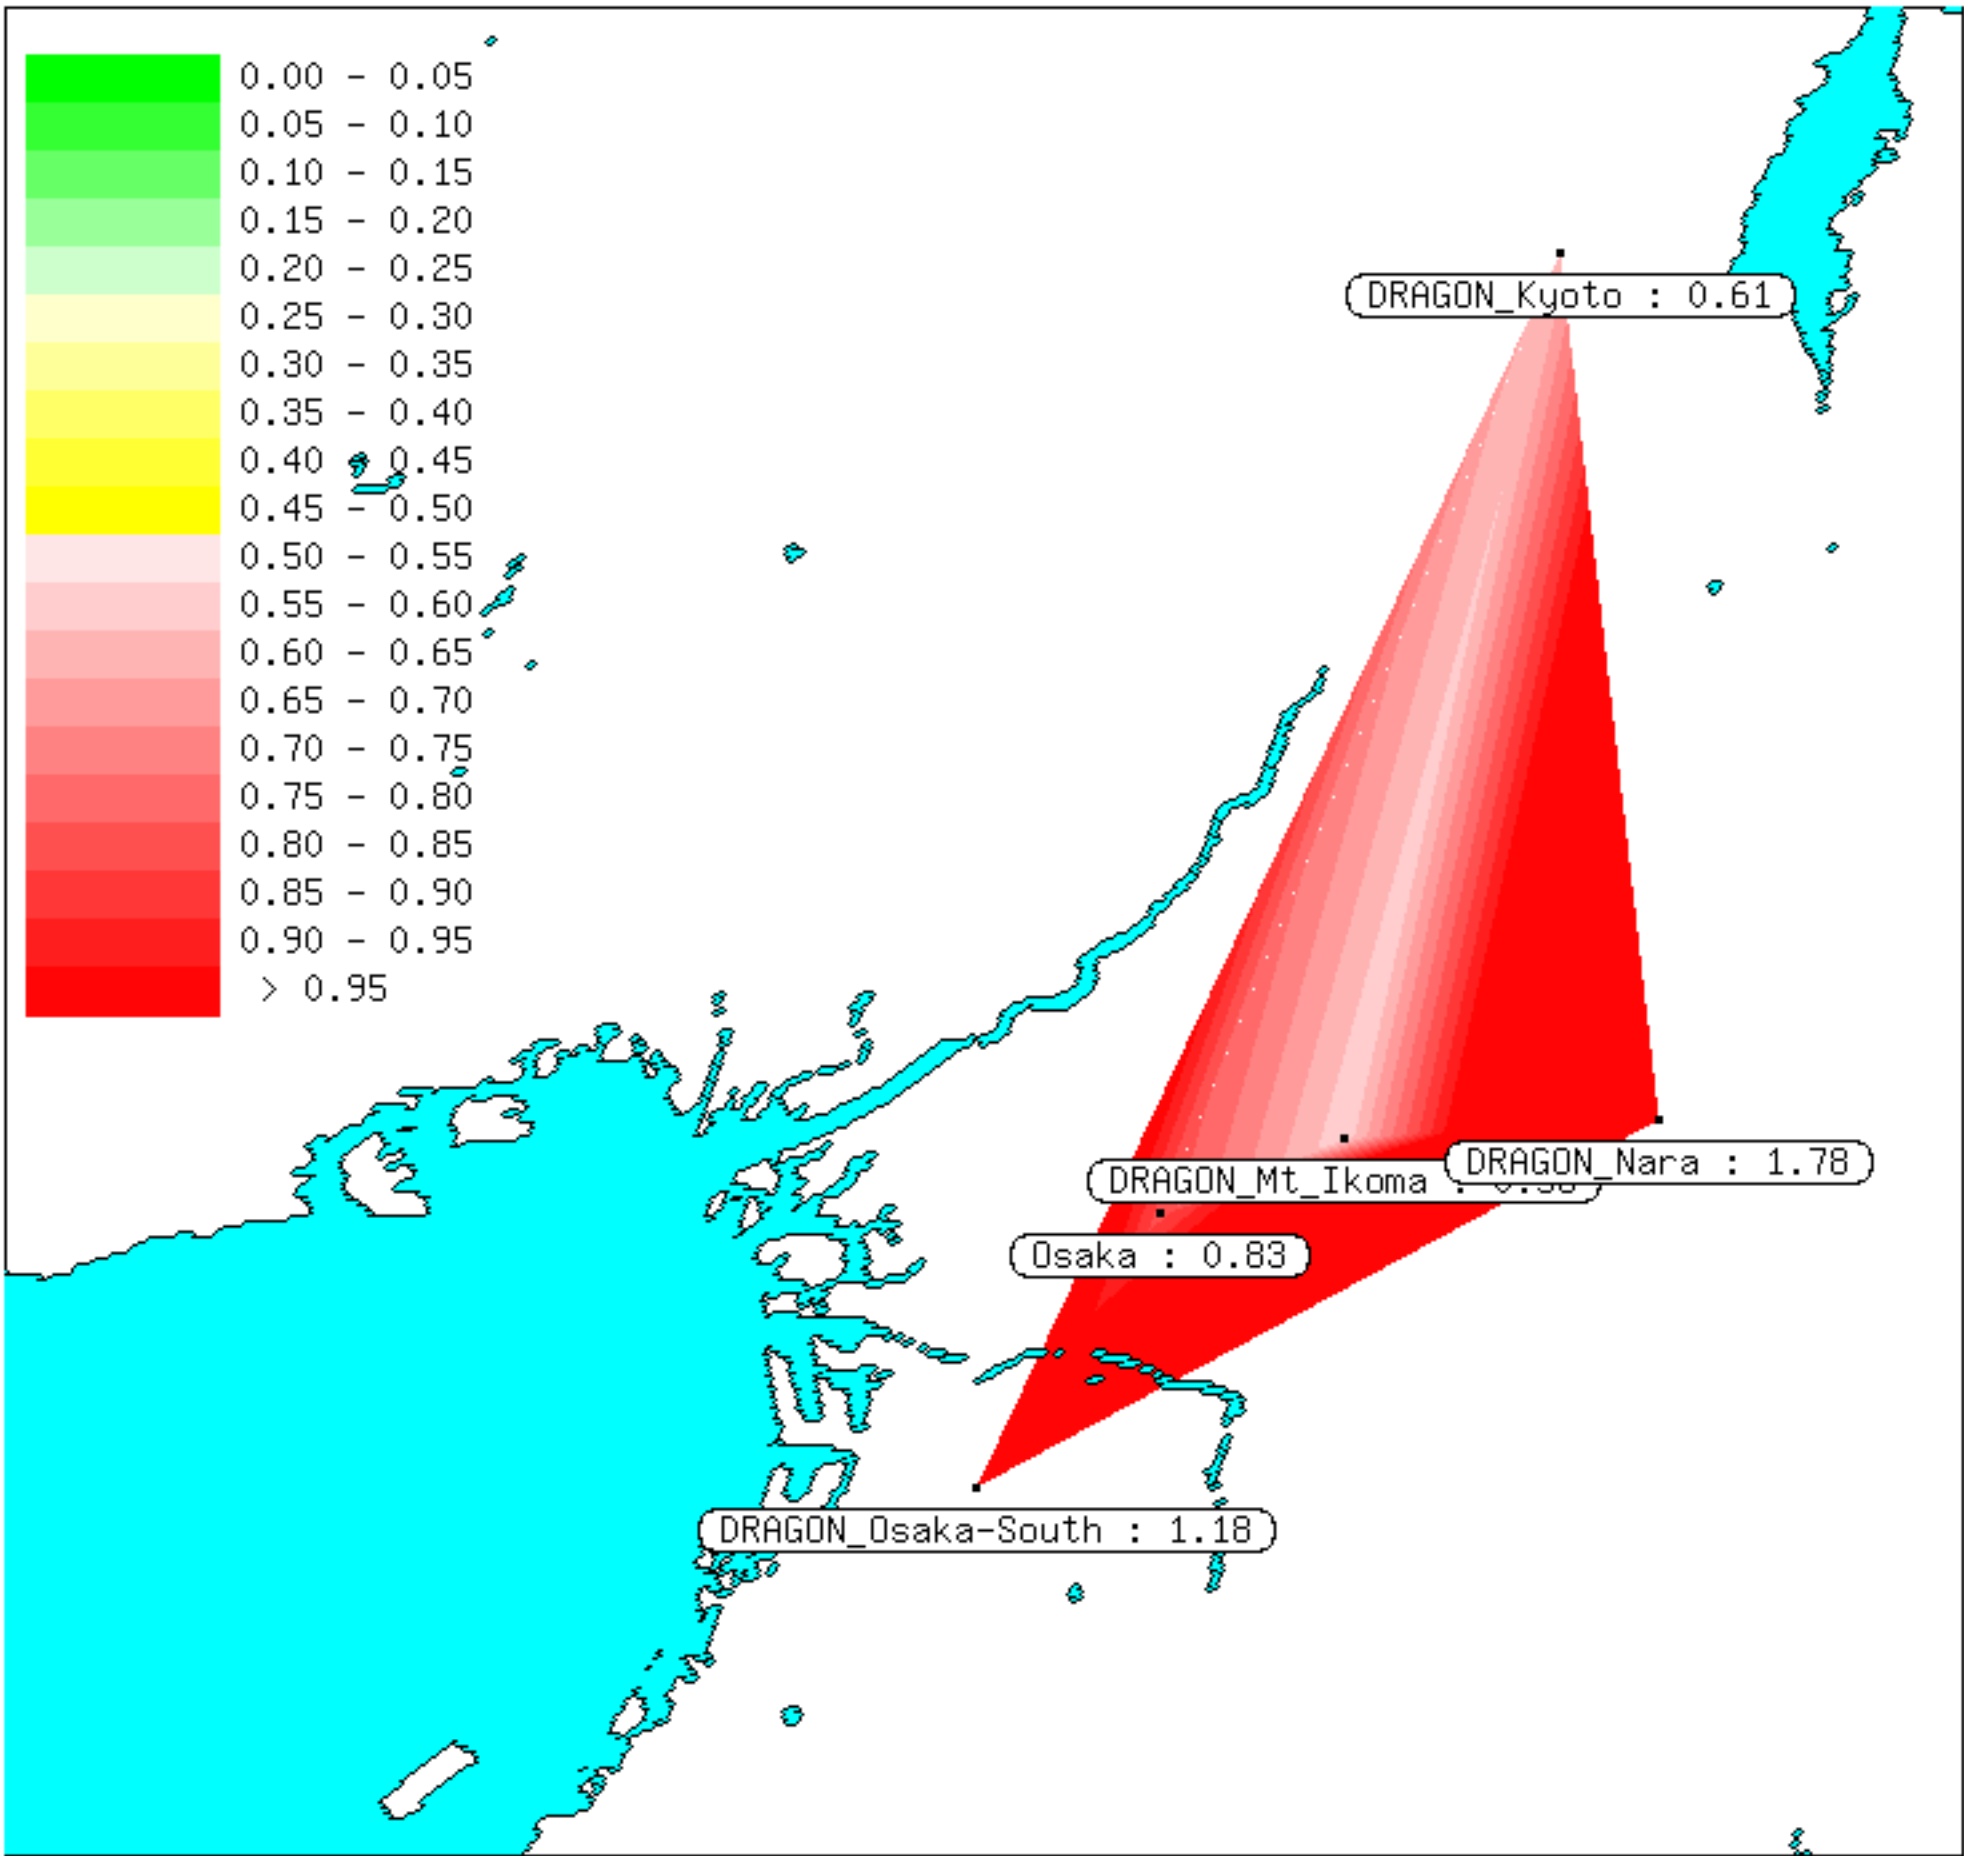 0.00 - 0.05
0.05 - 0.10
0.10 - 0.15
0.15 - 0.20
0.20 - 0.25
0.25 - 0.30
0.30 - 0.35
0.35 - 0.40
0.40 - 0.45
0.45 - 0.50
0.50 - 0.55
0.55 - 0.60
0.60 - 0.65
0.65 - 0.70
0.70 - 0.75
0.75 - 0.80
0.80 - 0.85
0.85 - 0.90
0.90 - 0.95
> 0.95
DRAGON_Kyoto : 0.61
DRAGON_Nara : 1.78
DRAGON_Mt_Ikoma :
Osaka : 0.83
DRAGON_Osaka-South : 1.18